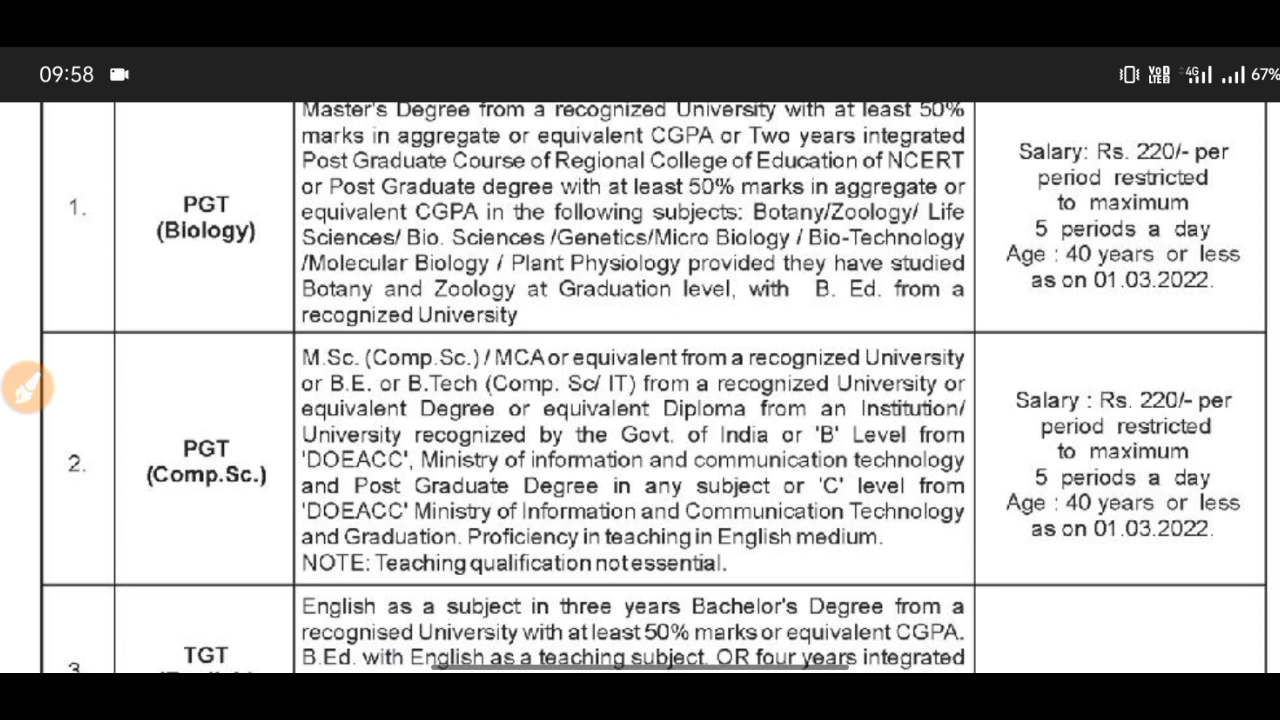 09:58
VoD LTED 4G 67%
Master's Degree from a recognized University with at least 50%
marks in aggregate or equivalent CGPA or Two years integrated
Post Graduate Course of Regional College of Education of NCERT
or Post Graduate degree with at least 50% marks in aggregate or
equivalent CGPA in the following subjects: Botany/Zoology/ Life
Sciences/ Bio. Sciences /Genetics/Micro Biology / Bio-Technology
/Molecular Biology / Plant Physiology provided they have studied
Botany and Zoology at Graduation level, with B. Ed. from a
recognized University
1.
PGT
(Biology)
Salary: Rs. 220/- per
period restricted
to maximum
5 periods a day
Age : 40 years or less
as on 01.03.2022.
2.
PGT
(Comp.Sc.)
M.Sc. (Comp.Sc.) / MCA or equivalent from a recognized University
or B.E. or B.Tech (Comp. Sc/ IT) from a recognized University or
equivalent Degree or equivalent Diploma from an Institution/
University recognized by the Govt. of India or 'B' Level from
'DOEACC', Ministry of information and communication technology
and Post Graduate Degree in any subject or 'C' level from
'DOEACC' Ministry of Information and Communication Technology
and Graduation. Proficiency in teaching in English medium.
NOTE: Teaching qualification not essential.
Salary : Rs. 220/- per
period restricted
to maximum
5 periods a day
Age : 40 years or less
as on 01.03.2022.
3
TGT
English as a subject in three years Bachelor's Degree from a
recognised University with at least 50% marks or equivalent CGPA.
B.Ed. with English as a teaching subject. OR four years integrated